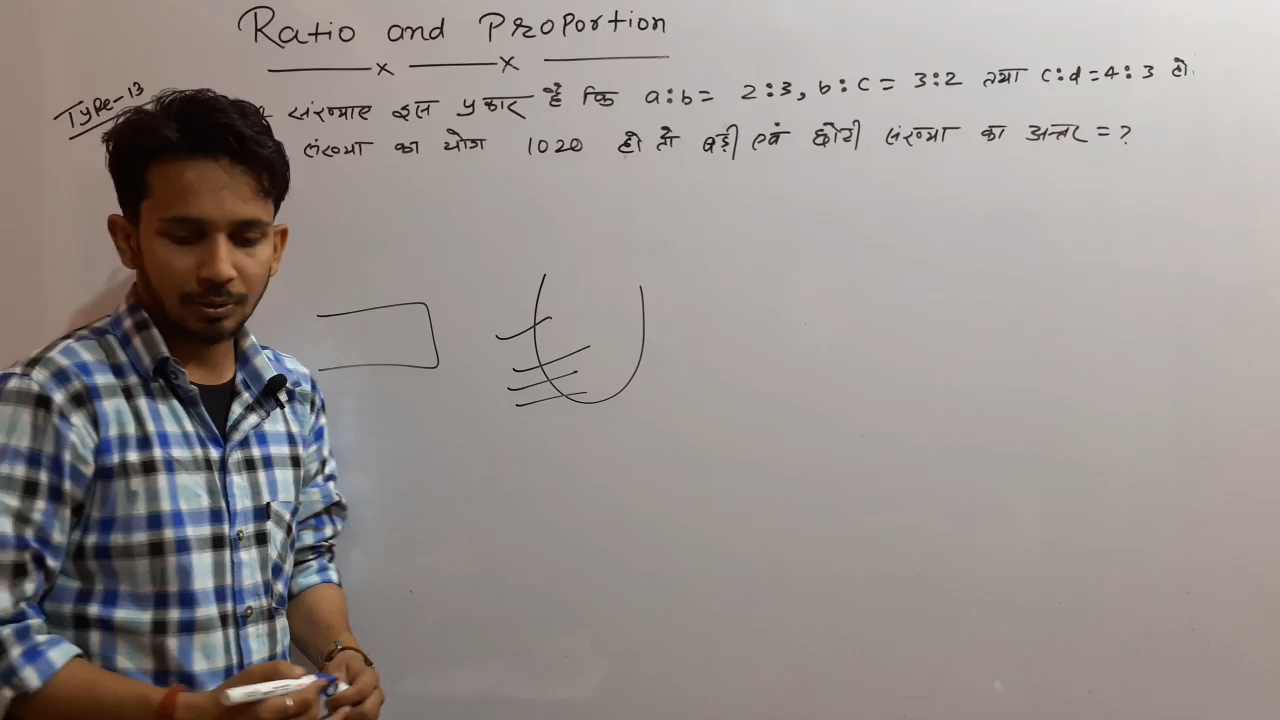 Ratio and Proportion
Type-13
संख्याए इस प्रकार है कि a:b = 2:3, b:c = 3:2 तथा c:d=4:3 हो.
संख्या का योग 1020 हो तो बड़ी एवं छोटी संख्या का अन्तर = ?